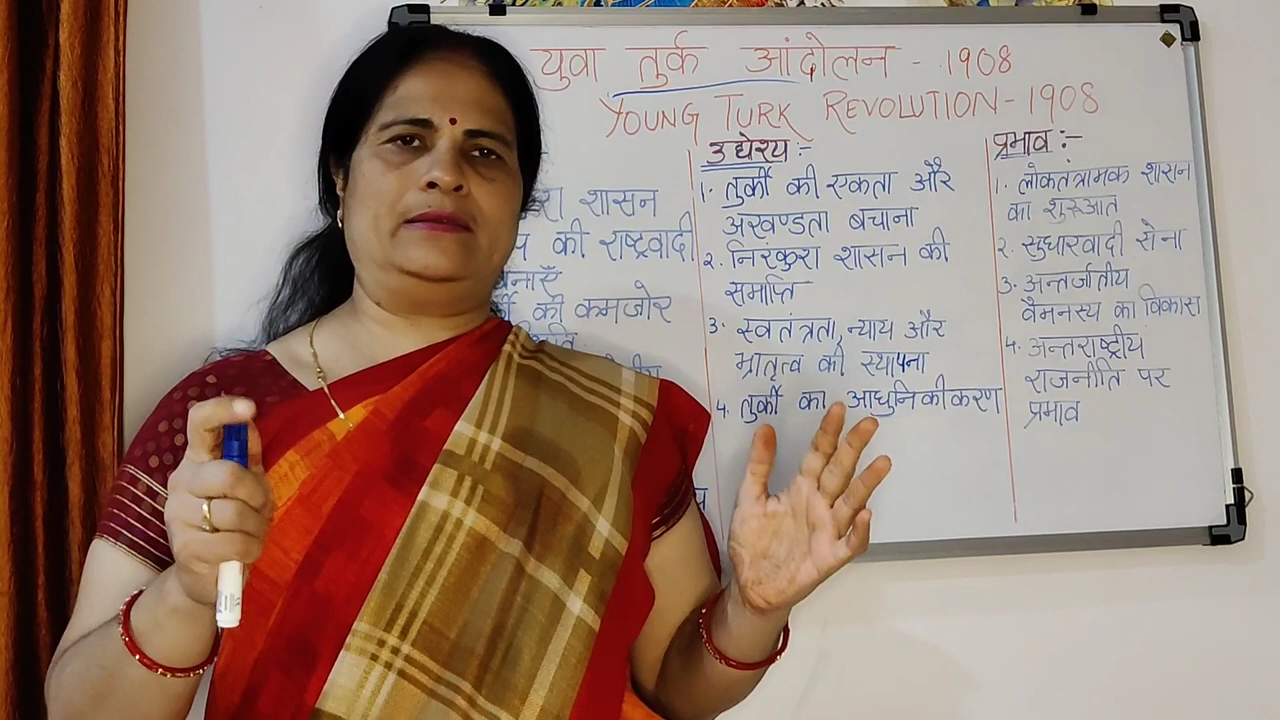 युवा तुर्क आंदोलन - 1908
YOUNG TURK REVOLUTION-1908
शासन
की राष्ट्रवादी
की कमजोर
उद्येश्य :-
1. तुर्की की एकता और
अखण्डता बचाना
2. निरंकुश शासन की
समाप्ति
3. स्वतंत्रता, न्याय और
भ्रातृत्व की स्थापना
4. तुर्की का आधुनिकीकरण
प्रभाव :-
1. लोकतंत्रामक शासन
का शुरुआत
2. सुधारवादी सेना
3. अन्तर्जातीय
वैमनस्य का विकास
4. अन्तराष्ट्रीय
राजनीति पर
प्रभाव